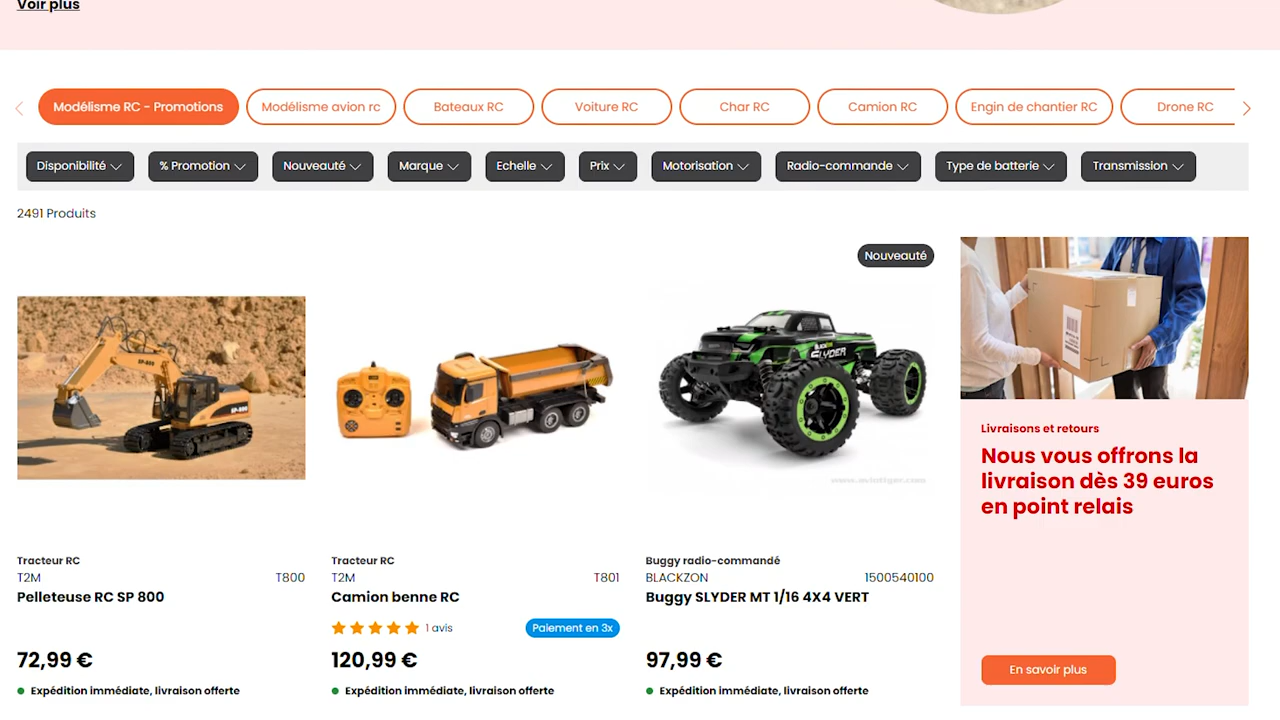 Voir plus
Modélisme RC - Promotions
Modélisme avion rc
Bateaux RC
Voiture RC
Char RC
Camion RC
Engin de chantier RC
Drone RC
Disponibilité
% Promotion
Nouveauté
Marque
Echelle
Prix
Motorisation
Radio-commande
Type de batterie
Transmission
2491 Produits
SP-800
SP-800
Tracteur RC
T2M T800
Pelleteuse RC SP 800
72,99 €
Expédition immédiate, livraison offerte
Tracteur RC
T2M T801
Camion benne RC
1 avis
Paiement en 3x
120,99 €
Expédition immédiate, livraison offerte
Nouveauté
SLYDER
Buggy radio-commandé
BLACKZON 1500540100
Buggy SLYDER MT 1/16 4X4 VERT
97,99 €
Expédition immédiate, livraison offerte
Livraisons et retours
Nous vous offrons la
livraison dès 39 euros
en point relais
En savoir plus